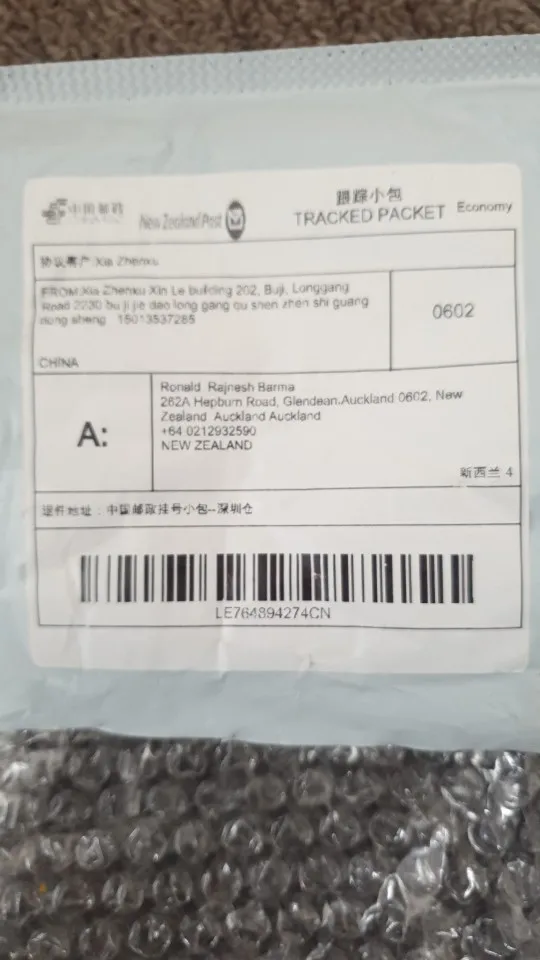 中国邮政
New Zealand Post
跟踪小包
TRACKED PACKET Economy
协议客户:Xia Zhenxu
FROM:Xia Zhenxu Xin Le building 202, Buji, Longgang
Road 2230 bu ji jie dao long gang qu shen zhen shi guang
dong sheng 15013537285
CHINA
0602
A:
Ronald Rajnesh Barma
262A Hepburn Road, Glendean.Auckland 0602, New
Zealand Auckland Auckland
+64 0212932590
NEW ZEALAND
新西兰 4
退件地址:中国邮政挂号小包--深圳仓
LE764894274CN